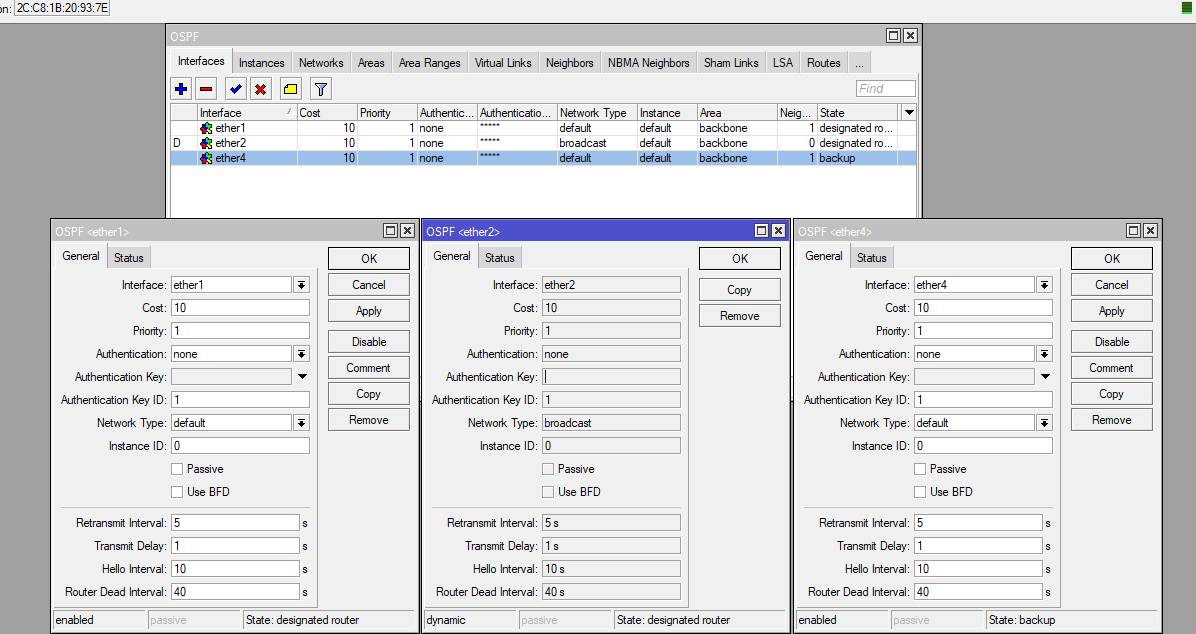 on: 2C:C8:1B:20:93:7E
OSPF
Interfaces Instances Networks Areas Area Ranges Virtual Links Neighbors NBMA Neighbors Sham Links LSA Routes ...
Find
Interface Cost Priority Authentic... Authenticatio... Network Type Instance Area Neig... State
ether1 10 1 none ***** default default backbone 1 designated ro...
D ether2 10 1 none ***** broadcast default backbone 0 designated ro...
ether4 10 1 none ***** default default backbone 1 backup
OSPF <ether1>
General Status
Interface: ether1
Cost: 10
Priority: 1
Authentication: none
Authentication Key:
Authentication Key ID: 1
Network Type: default
Instance ID: 0
Passive
Use BFD
Retransmit Interval: 5 s
Transmit Delay: 1 s
Hello Interval: 10 s
Router Dead Interval: 40 s
OK
Cancel
Apply
Disable
Comment
Copy
Remove
enabled passive State: designated router
OSPF <ether2>
General Status
Interface: ether2
Cost: 10
Priority: 1
Authentication: none
Authentication Key:
Authentication Key ID: 1
Network Type: broadcast
Instance ID: 0
Passive
Use BFD
Retransmit Interval: 5 s
Transmit Delay: 1 s
Hello Interval: 10 s
Router Dead Interval: 40 s
OK
Copy
Remove
dynamic passive State: designated router
OSPF <ether4>
General Status
Interface: ether4
Cost: 10
Priority: 1
Authentication: none
Authentication Key:
Authentication Key ID: 1
Network Type: default
Instance ID: 0
Passive
Use BFD
Retransmit Interval: 5 s
Transmit Delay: 1 s
Hello Interval: 10 s
Router Dead Interval: 40 s
OK
Cancel
Apply
Disable
Comment
Copy
Remove
enabled passive State: backup